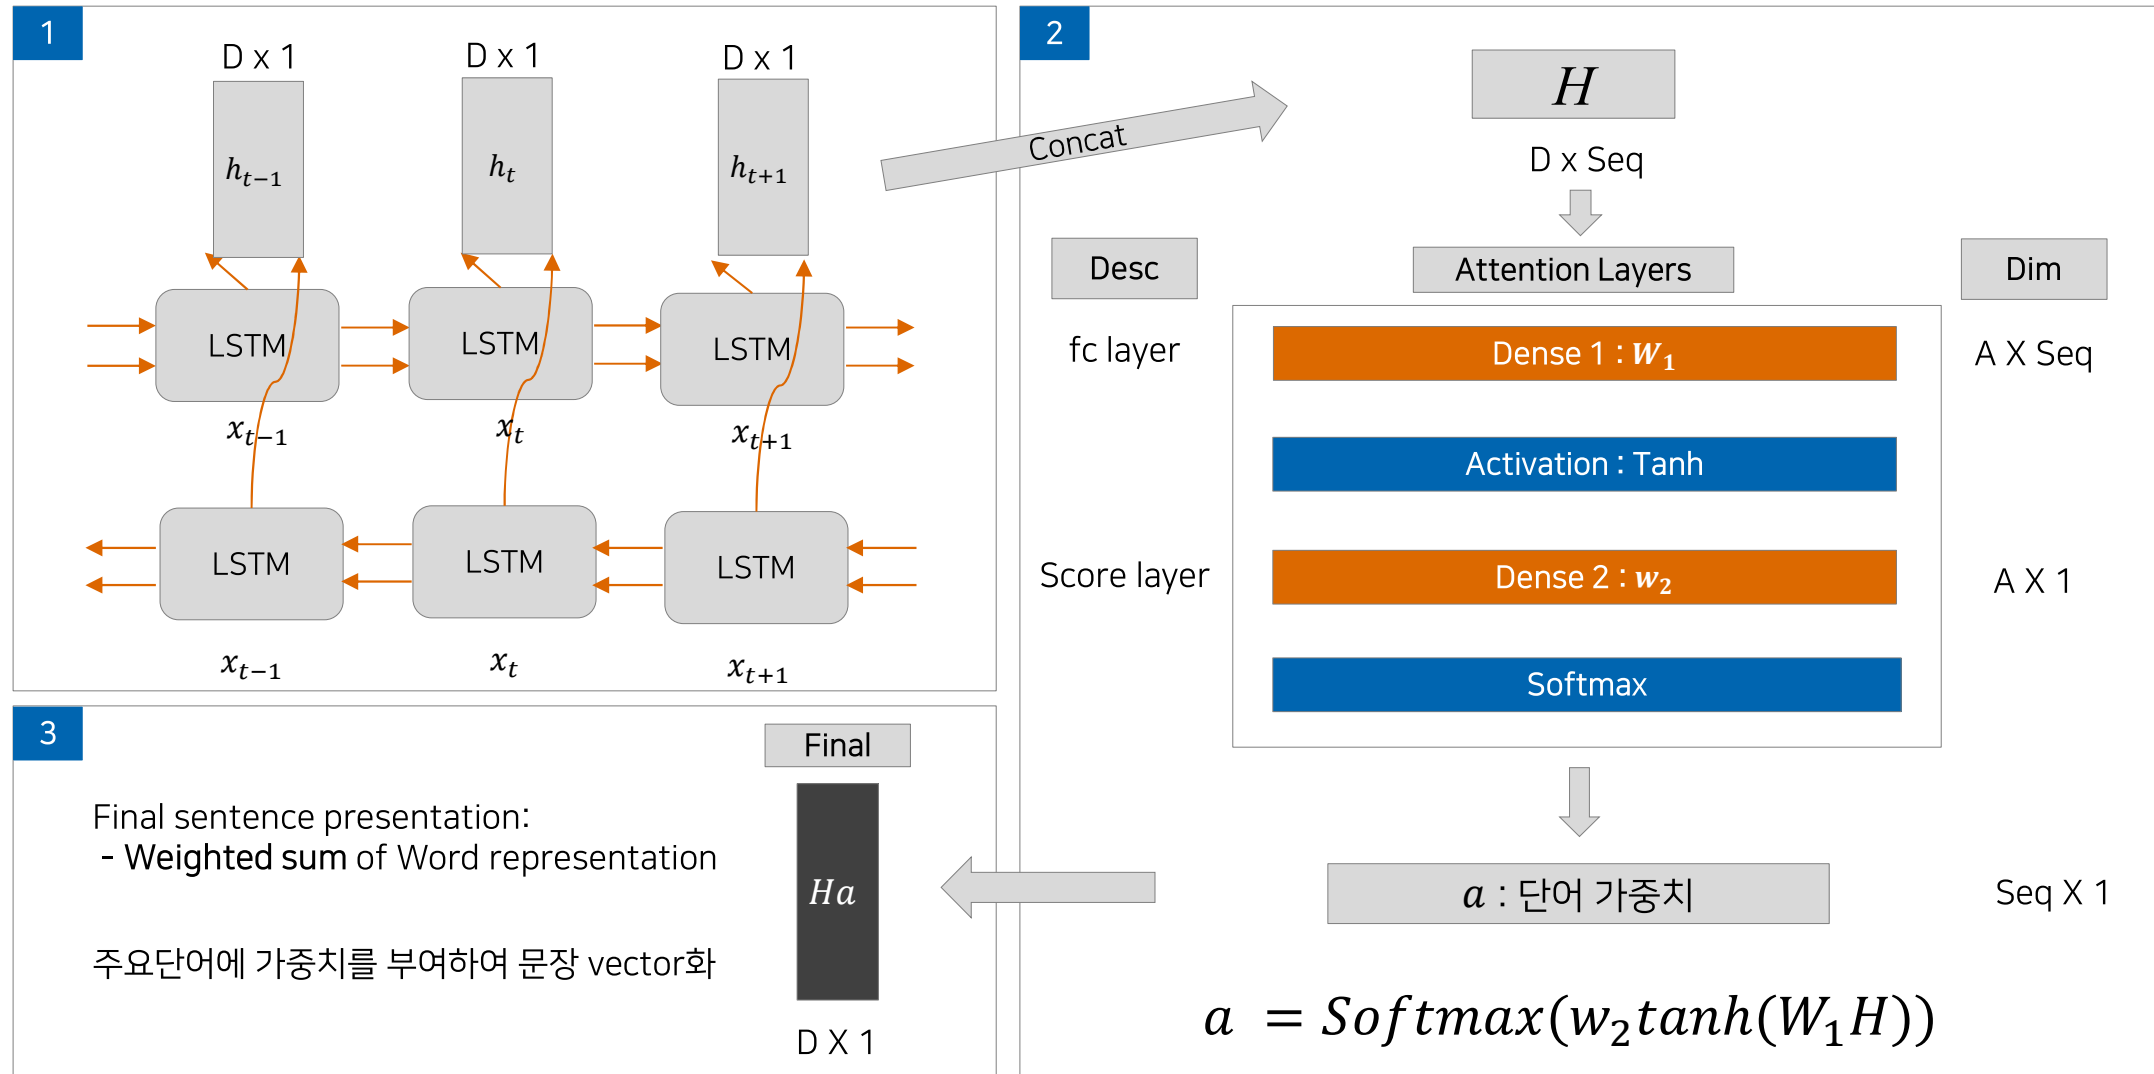 1
D x 1
D x 1
D x 1
h_{t−1}
h_t
h_{t+1}
LSTM
LSTM
LSTM
x_{t−1}
x_t
x_{t+1}
LSTM
LSTM
LSTM
x_{t−1}
x_t
x_{t+1}
Concat
2
H
D x Seq
Desc
Attention Layers
Dim
fc layer
Dense 1 : W_1
A X Seq
Activation : Tanh
Score layer
Dense 2 : w_2
A X 1
Softmax
a : 단어 가중치
Seq X 1
a = Softmax(w_2tanh(W_1H))
3
Final
Final sentence presentation:
- Weighted sum of Word representation
주요단어에 가중치를 부여하여 문장 vector화
Ha
D X 1